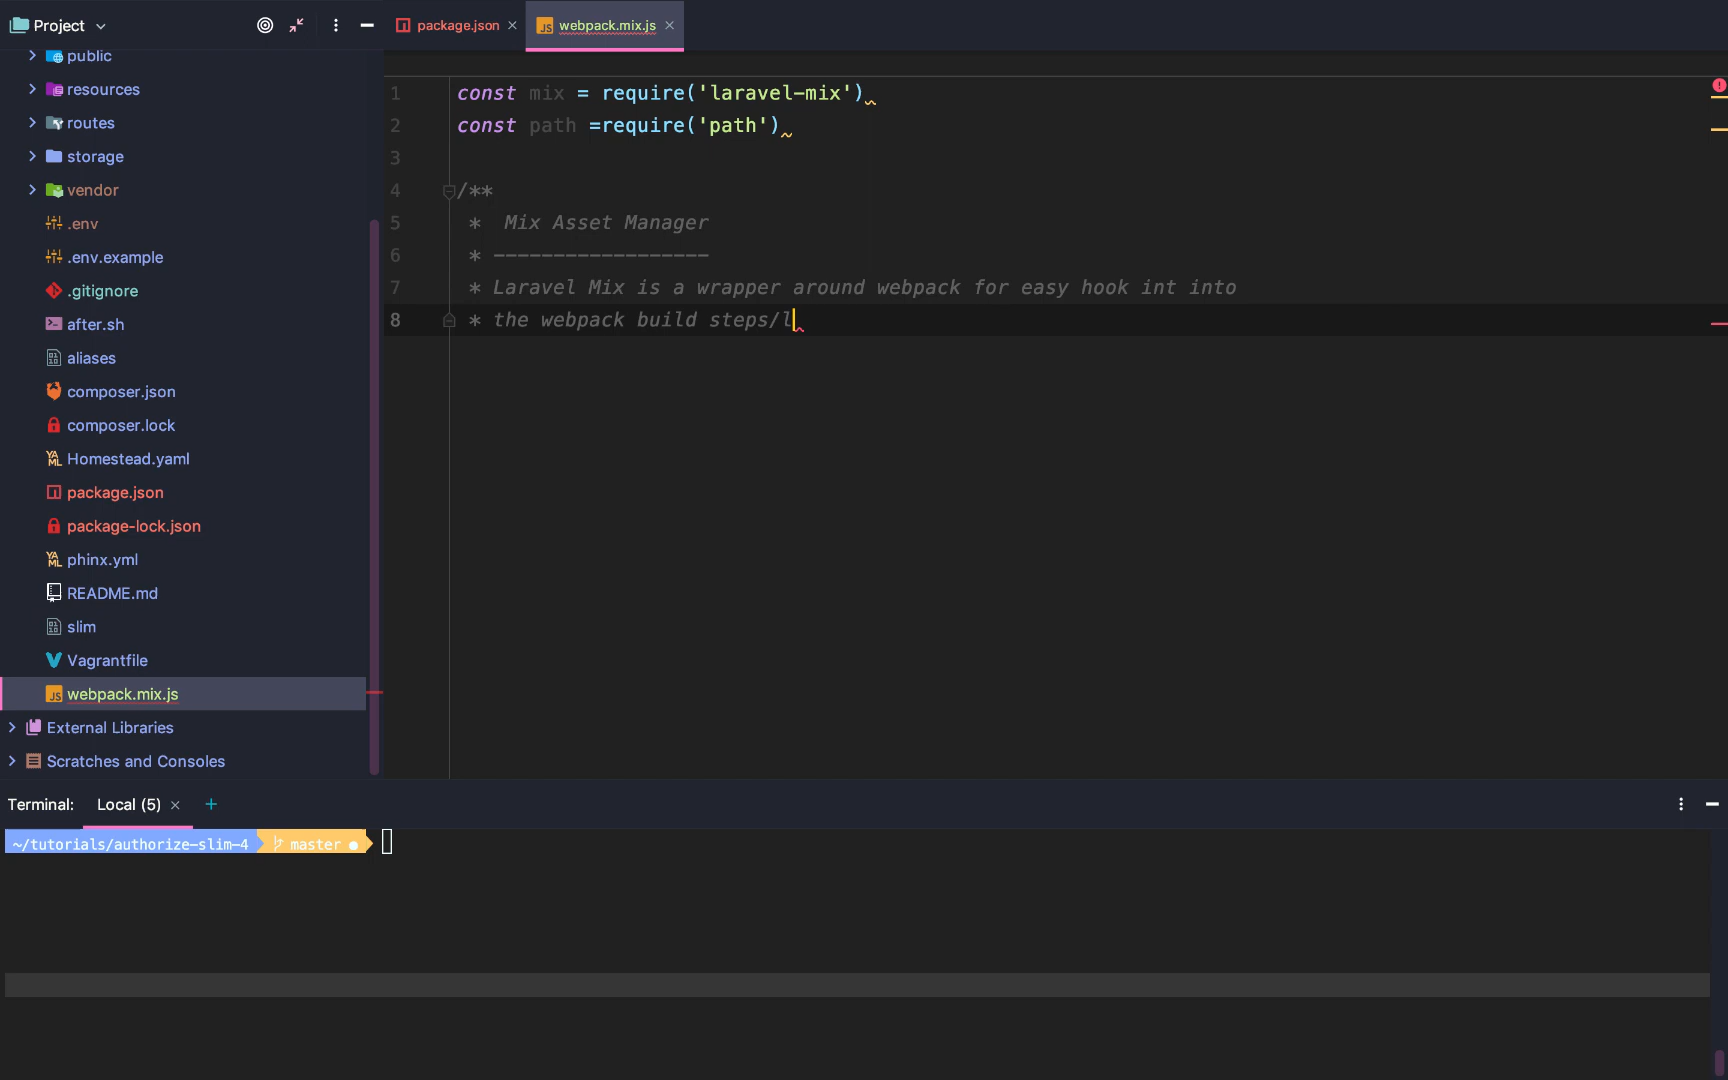 Project
package.json
webpack.mix.js
public
resources
routes
storage
vendor
.env
.env.example
.gitignore
after.sh
aliases
composer.json
composer.lock
Homestead.yaml
package.json
package-lock.json
phinx.yml
README.md
slim
Vagrantfile
webpack.mix.js
External Libraries
Scratches and Consoles
1 const mix = require('laravel-mix')
2 const path =require('path')
3
4 /**
5 *  Mix Asset Manager
6 * ------------------
7 * Laravel Mix is a wrapper around webpack for easy hook int into
8 * the webpack build steps/l
Terminal: Local (5) +
~/tutorials/authorize-slim-4 master ●